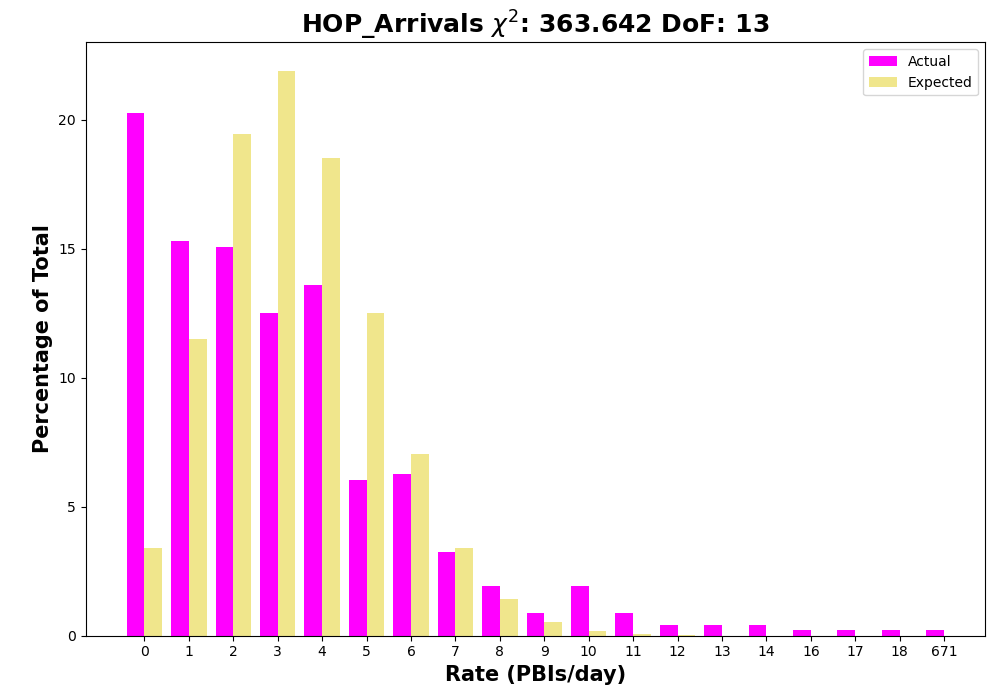 HOP_Arrivals χ²: 363.642 DoF: 13
Actual
Expected
Percentage of Total
20
15
10
5
0
0 1 2 3 4 5 6 7 8 9 10 11 12 13 14 16 17 18 671
Rate (PBIs/day)